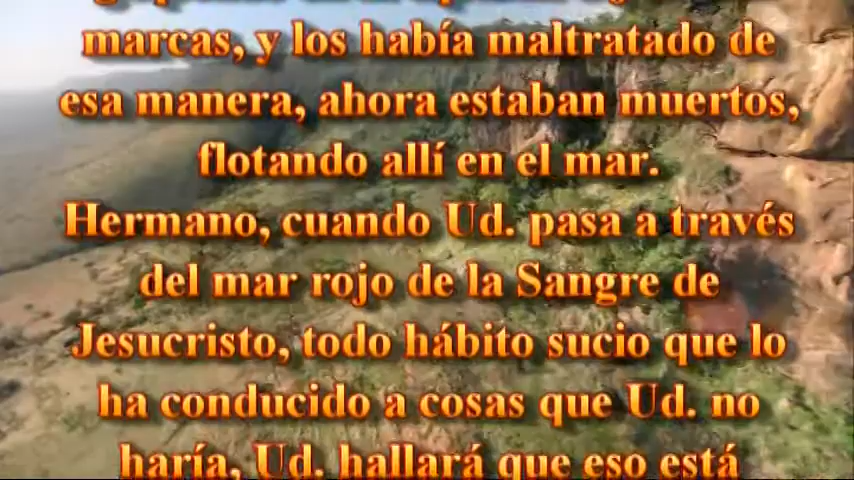 marcas, y los había maltratado de
esa manera, ahora estaban muertos,
flotando allí en el mar.
Hermano, cuando Ud. pasa a través
del mar rojo de la Sangre de
Jesucristo, todo hábito sucio que lo
ha conducido a cosas que Ud. no
haría, Ud. hallará que eso está